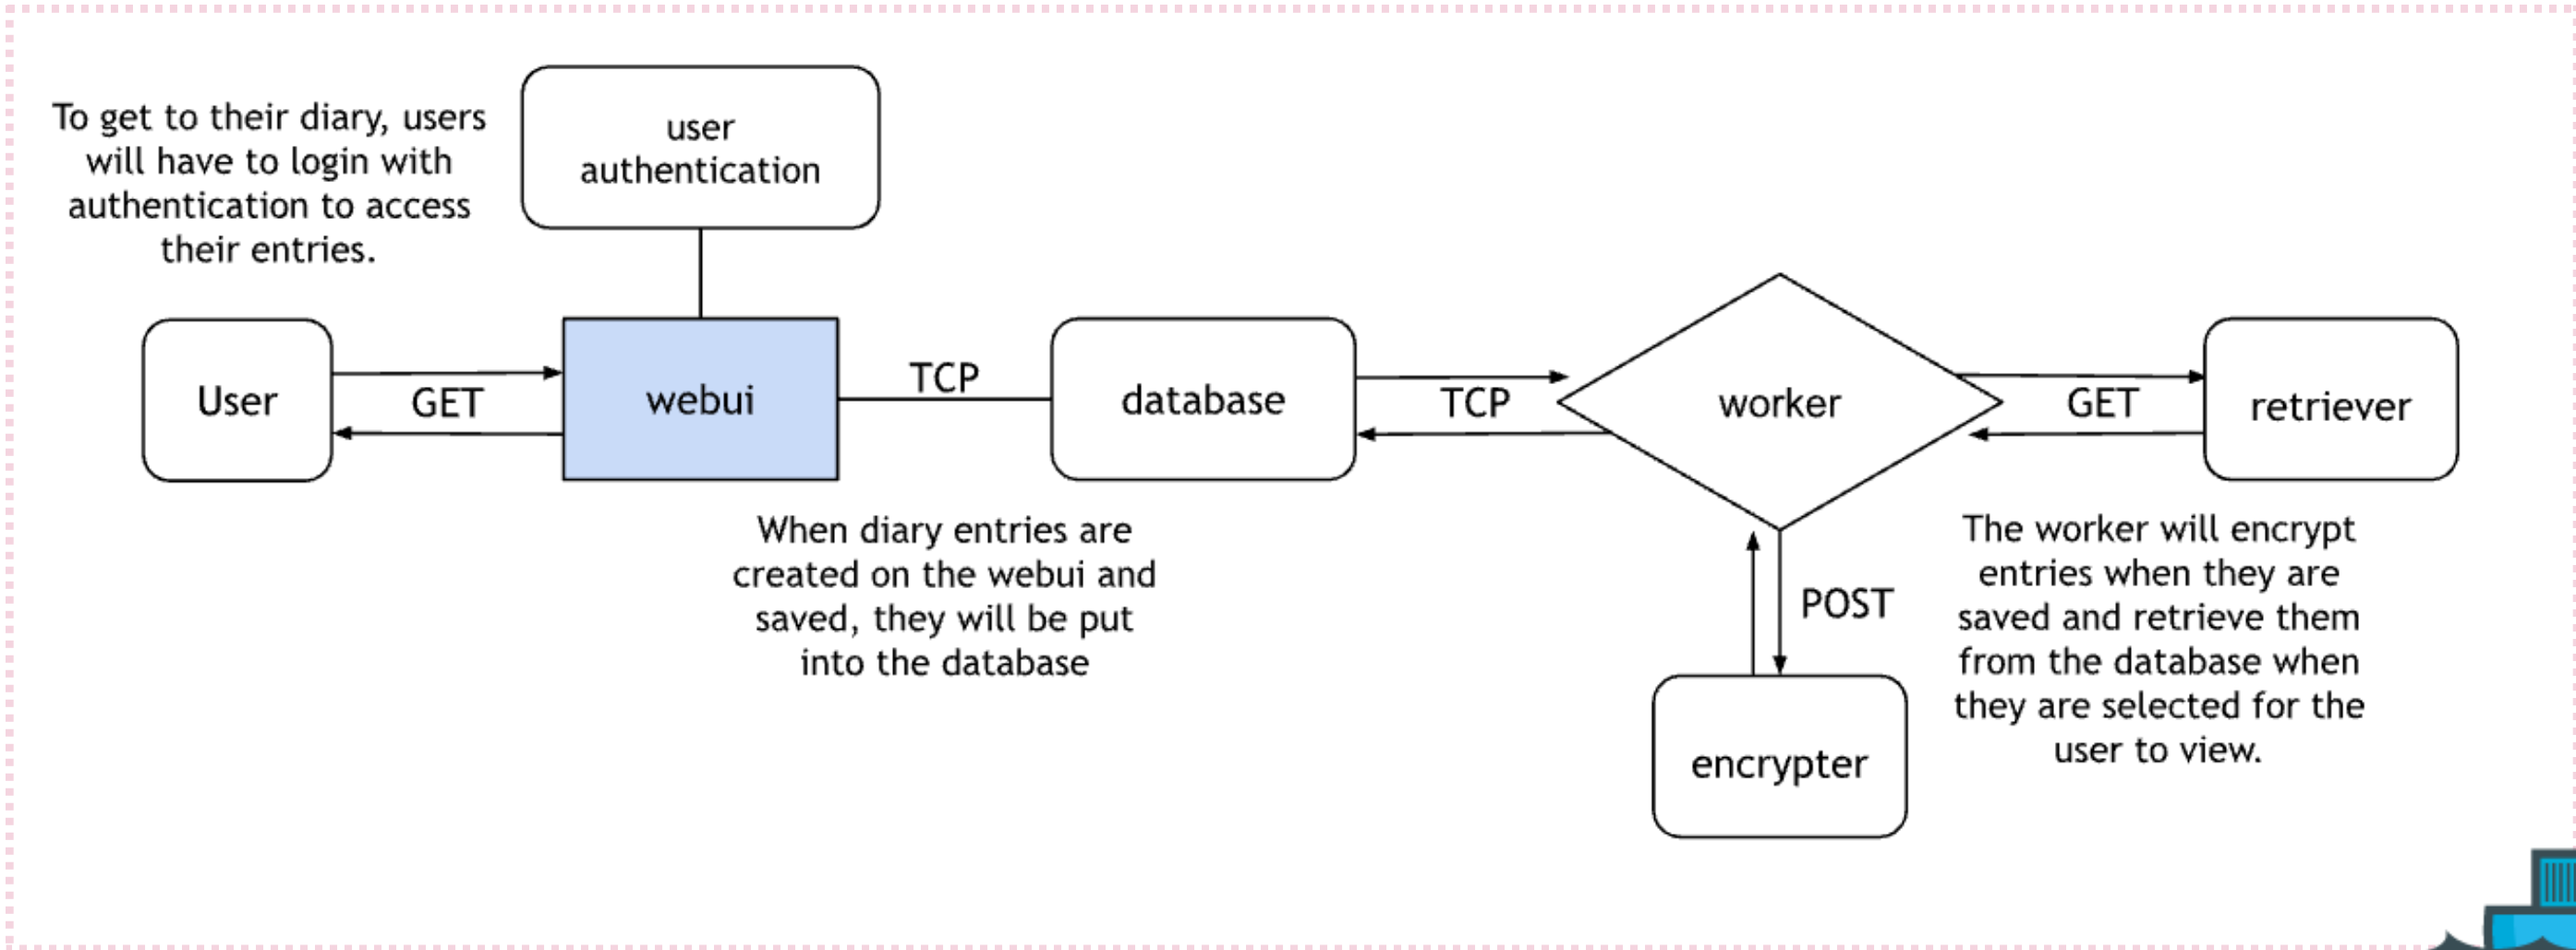 To get to their diary, users
will have to login with
authentication to access
their entries.
user
authentication
User
GET
webui
TCP
database
TCP
worker
GET
retriever
When diary entries are
created on the webui and
saved, they will be put
into the database
POST
encrypter
The worker will encrypt
entries when they are
saved and retrieve them
from the database when
they are selected for the
user to view.